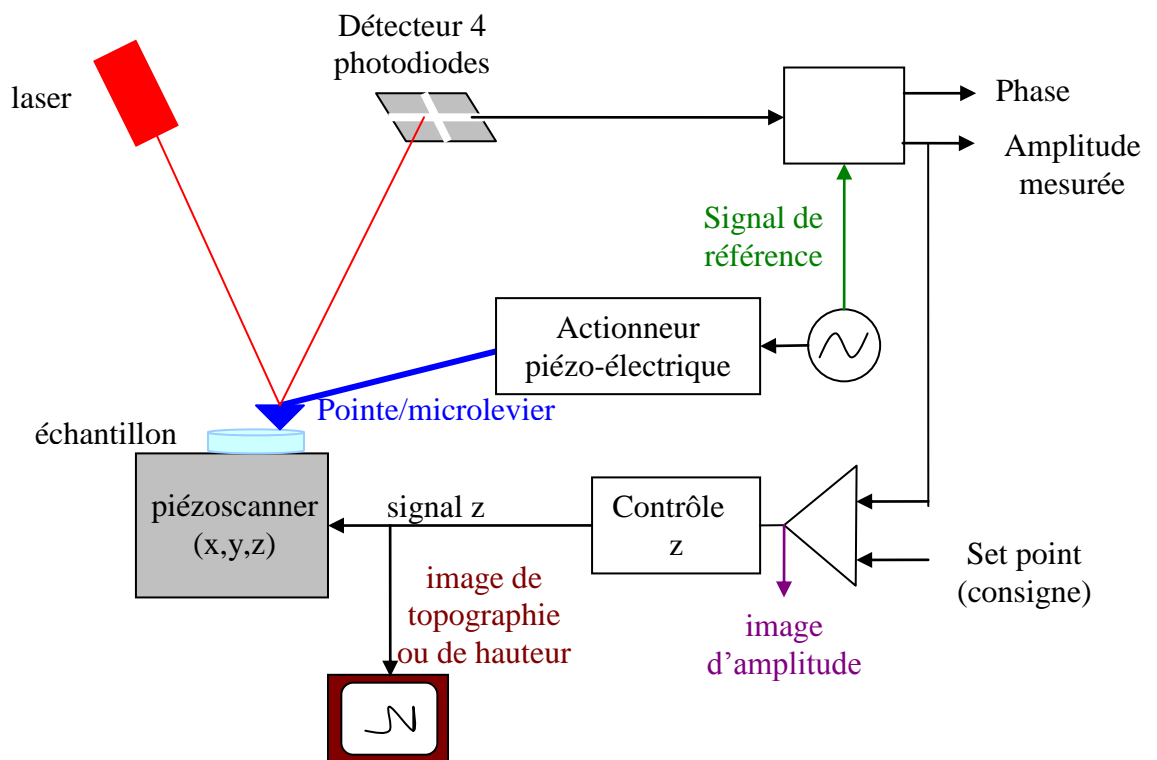 Détecteur 4
photodiodes
laser
Phase
Amplitude
mesurée
Signal de
référence
Actionneur
piézo-électrique
Pointe/microlevier
échantillon
piézoscanner
(x,y,z)
signal z
Contrôle
z
Set point
(consigne)
image de
topographie
ou de hauteur
image
d’amplitude